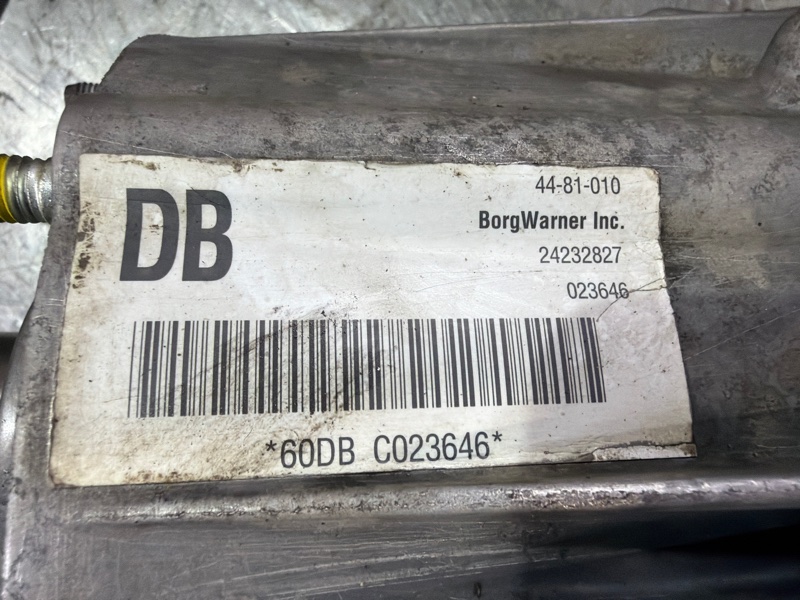 DB
44-81-010
BorgWarner Inc.
24232827
023646
*60DB C023646*